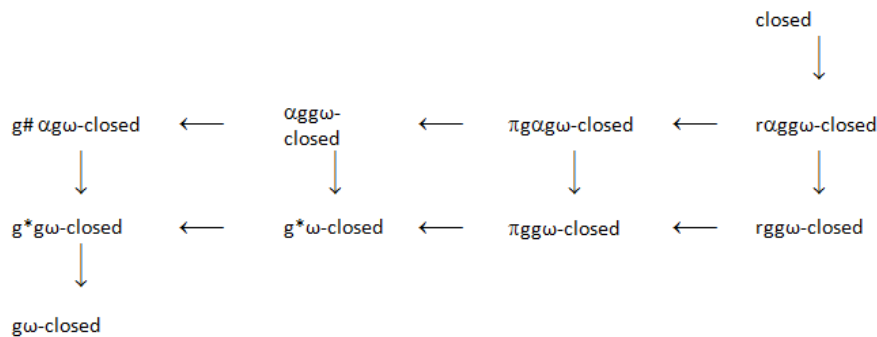 closed
g# αgω-closed αggω-closed πgαgω-closed rαggω-closed
g*gω-closed g*ω-closed πggω-closed rggω-closed
gω-closed